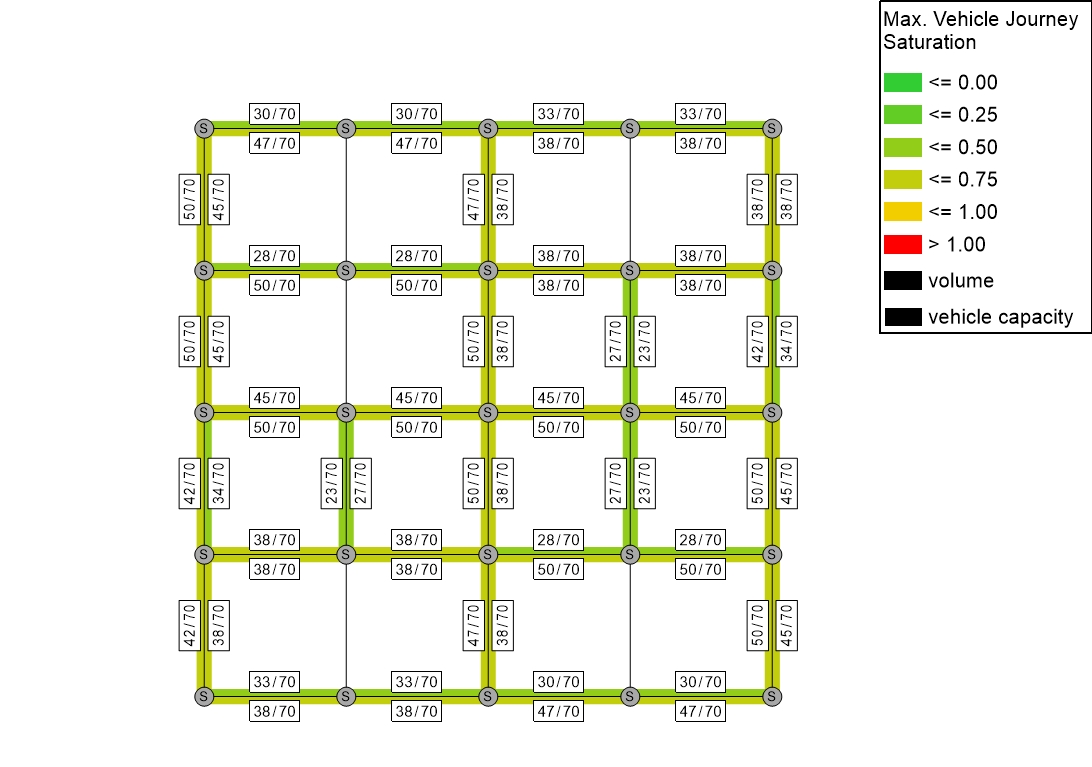 Max. Vehicle Journey
Saturation
<= 0.00
<= 0.25
<= 0.50
<= 0.75
<= 1.00
> 1.00
volume
vehicle capacity
30/70 30/70 33/70 33/70
S S S S S
47/70 47/70 38/70 38/70
50/70 45/70 47/70 38/70 38/70 38/70
28/70 28/70 38/70 38/70
S S S S S
50/70 50/70 38/70 38/70
50/70 45/70 50/70 38/70 27/70 23/70 42/70 34/70
45/70 45/70 45/70 45/70
S S S S S
50/70 50/70 50/70 50/70
42/70 34/70 23/70 27/70 50/70 38/70 27/70 23/70 50/70 45/70
38/70 38/70 28/70 28/70
S S S S S
38/70 38/70 50/70 50/70
42/70 38/70 47/70 38/70 50/70 45/70
33/70 33/70 30/70 30/70
S S S S S
38/70 38/70 47/70 47/70